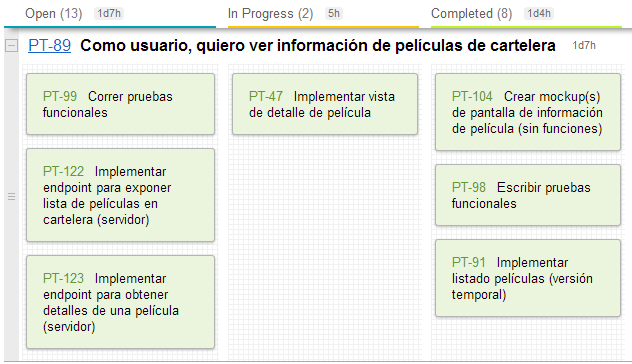 Open (13) 1d7h In Progress (2) 5h Completed (8) 1d4h
PT-89 Como usuario, quiero ver información de películas de cartelera 1d7h
PT-99 Correr pruebas
funcionales
PT-122 Implementar
endpoint para exponer
lista de películas en
cartelera (servidor)
PT-123 Implementar
endpoint para obtener
detalles de una película
(servidor)
PT-47 Implementar vista
de detalle de película
PT-104 Crear mockup(s)
de pantalla de información
de película (sin funciones)
PT-98 Escribir pruebas
funcionales
PT-91 Implementar
listado películas (versión
temporal)